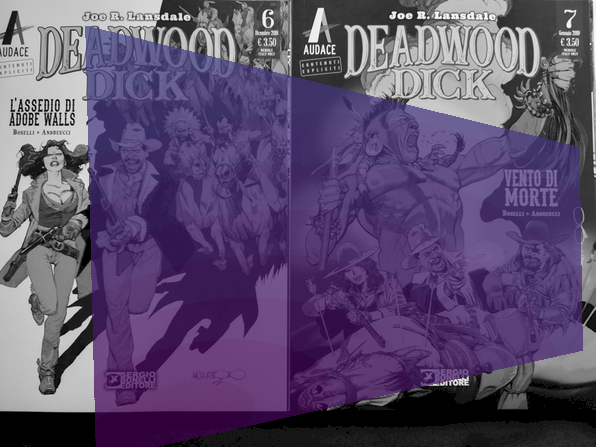 Joe R. Lansdale
6
Dicembre 2018
€ 3,50
AUDACE
CONTENUTI
ESPLICITI
DEADWOOD
DICK
L'ASSEDIO DI
ADOBE WALLS
BOSELLI • ANDREUCCI
SERGIO
BONELLI
EDITORE
Joe R. Lansdale
7
Gennaio 2019
€ 3,50
AUDACE
CONTENUTI
ESPLICITI
DEADWOOD
DICK
VENTO DI
MORTE
BOSELLI • ANDREUCCI
SERGIO
BONELLI
EDITORE